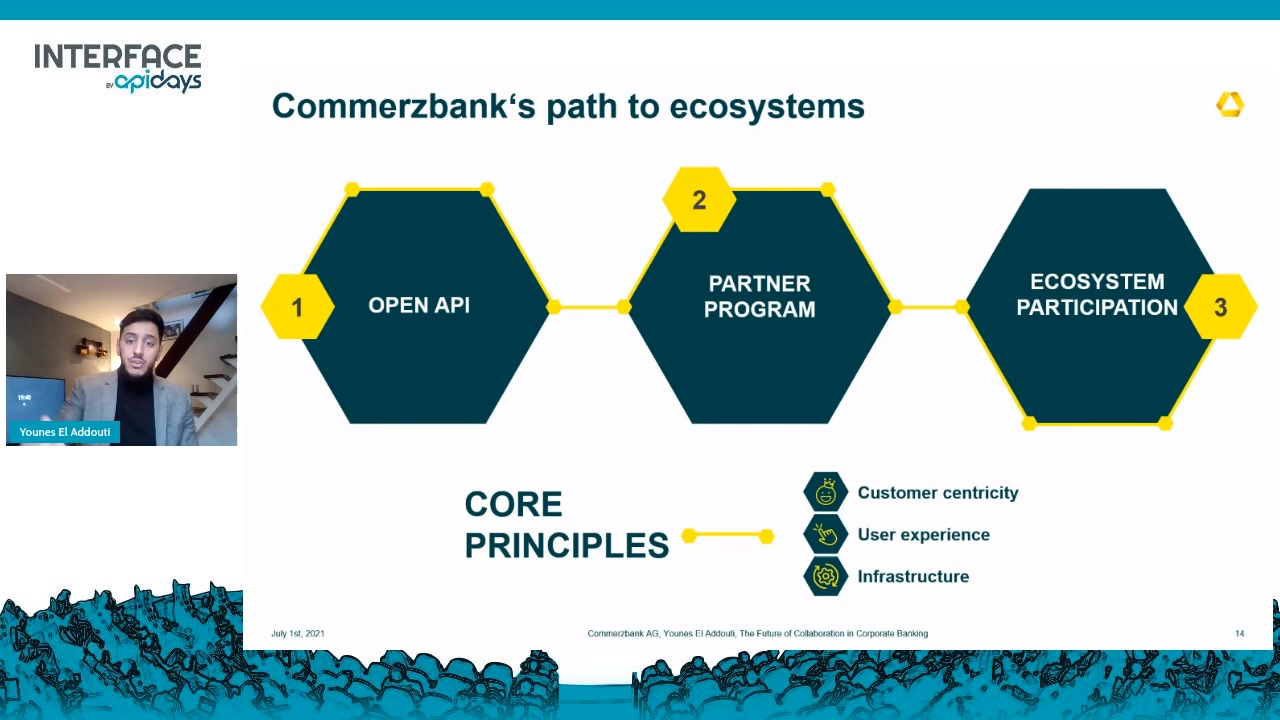 INTERFACE
BY apidays
Commerzbank‘s path to ecosystems
1
OPEN API
2
PARTNER
PROGRAM
ECOSYSTEM
PARTICIPATION
3
19:40
Younes El Addouti
CORE
PRINCIPLES
Customer centricity
User experience
Infrastructure
July 1st, 2021
Commerzbank AG, Younes El Addouti, The Future of Collaboration in Corporate Banking
14